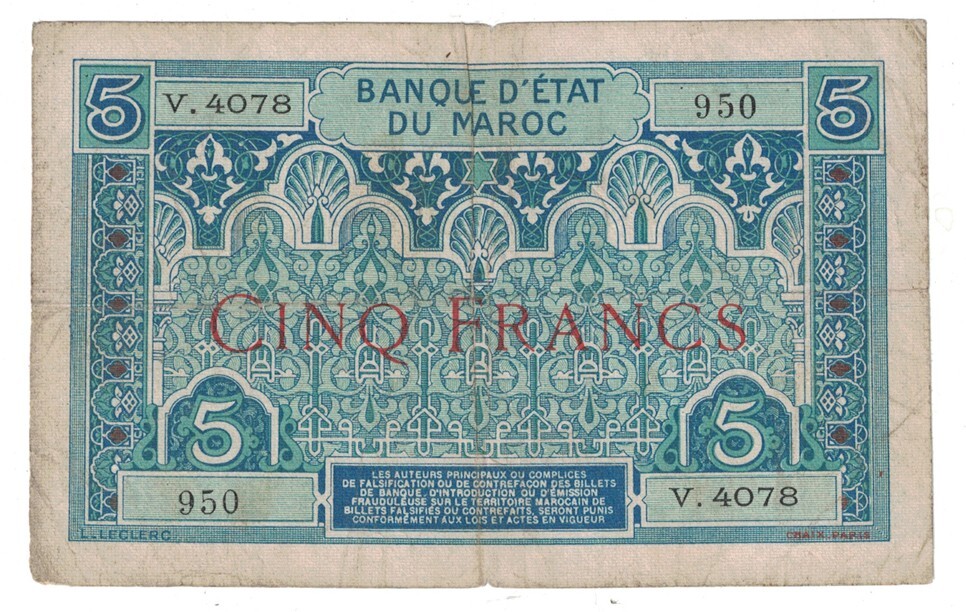 5
V. 4078
BANQUE D'ÉTAT
DU MAROC
950
5
CINQ FRANCS
5
5
950
LES AUTEURS PRINCIPAUX OU COMPLICES
DE FALSIFICATION OU DE CONTREFAÇON DES BILLETS
DE BANQUE, D'INTRODUCTION OU D'ÉMISSION
FRAUDULEUSE SUR LE TERRITOIRE MAROCAIN DE
BILLETS FALSIFIÉS OU CONTREFAITS, SERONT PUNIS
CONFORMÉMENT AUX LOIS ET ACTES EN VIGUEUR
V. 4078
L. LECLERC
CHAIX. PARIS